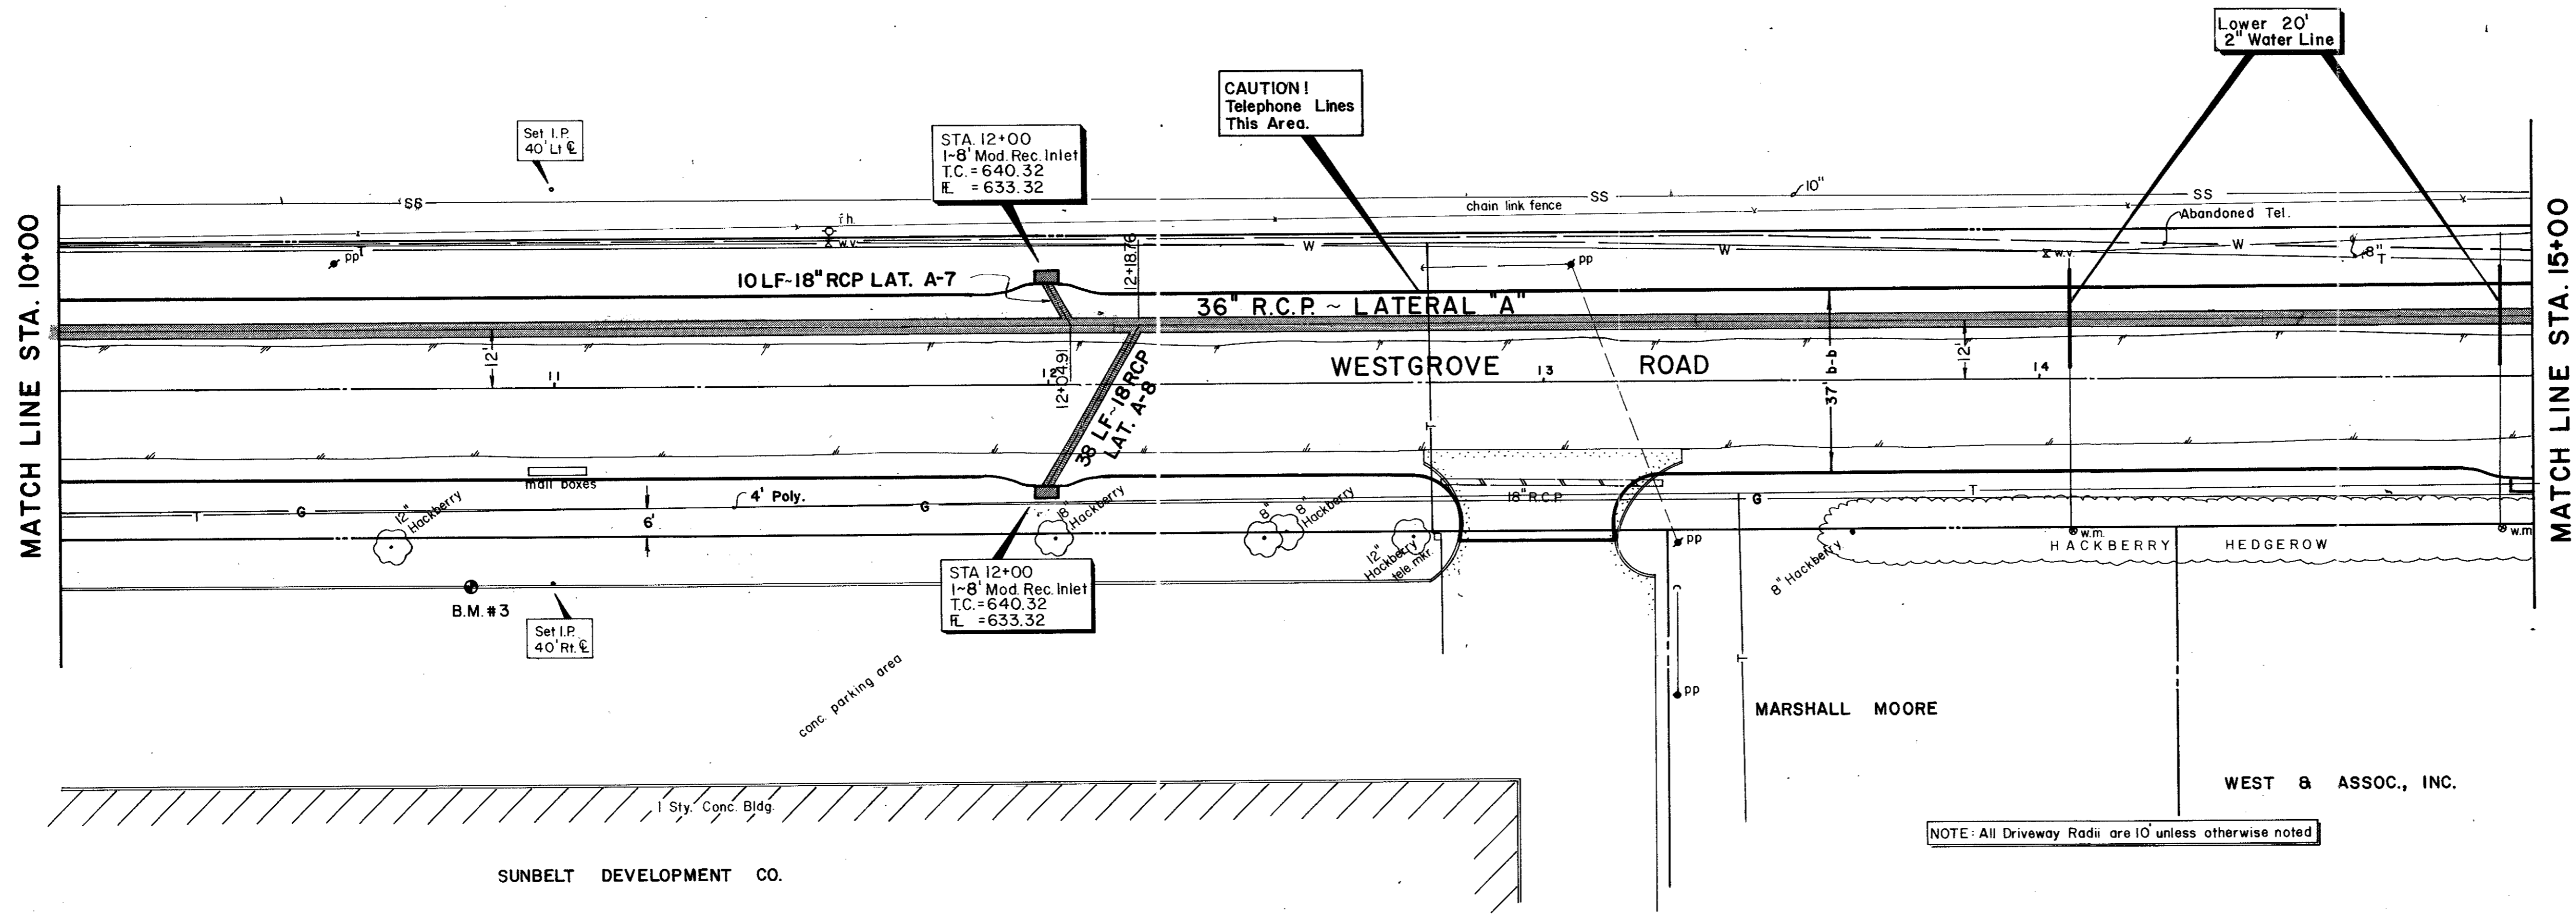 Lower 20'
2" Water Line
CAUTION!
Telephone Lines
This Area.
Set I.P.
40' Lt ℄
STA. 12+00
1~8' Mod. Rec. Inlet
T.C. = 640.32
FL = 633.32
MATCH LINE STA. 10+00
MATCH LINE STA. 15+00
SS
SS
SS
10"
chain link fence
Abandoned Tel.
f.h.
w.v.
W
W
W
w.v.
8"
T
PP
T
PP
12+18.76
10 LF~18" RCP LAT. A-7
36" R.C.P. ~ LATERAL "A"
12'
12'
WESTGROVE ROAD
11
12
13
14
12+04.91
38 LF~18" RCP
LAT. A-8
37' b-b
T
mail boxes
4' Poly.
18" R.C.P.
T
G
G
G
T
6'
12"
Hackberry
18"
Hackberry
8"
8"
Hackberry
12"
Hackberry
tele. mkr.
PP
8" Hackberry
w.m.
w.m.
HACKBERRY HEDGEROW
STA 12+00
1~8' Mod. Rec. Inlet
T.C. = 640.32
FL = 633.32
B.M. #3
Set I.P.
40' Rt. ℄
conc. parking area
T
PP
MARSHALL MOORE
WEST & ASSOC., INC.
1 Sty. Conc. Bldg.
NOTE: All Driveway Radii are 10' unless otherwise noted
SUNBELT DEVELOPMENT CO.